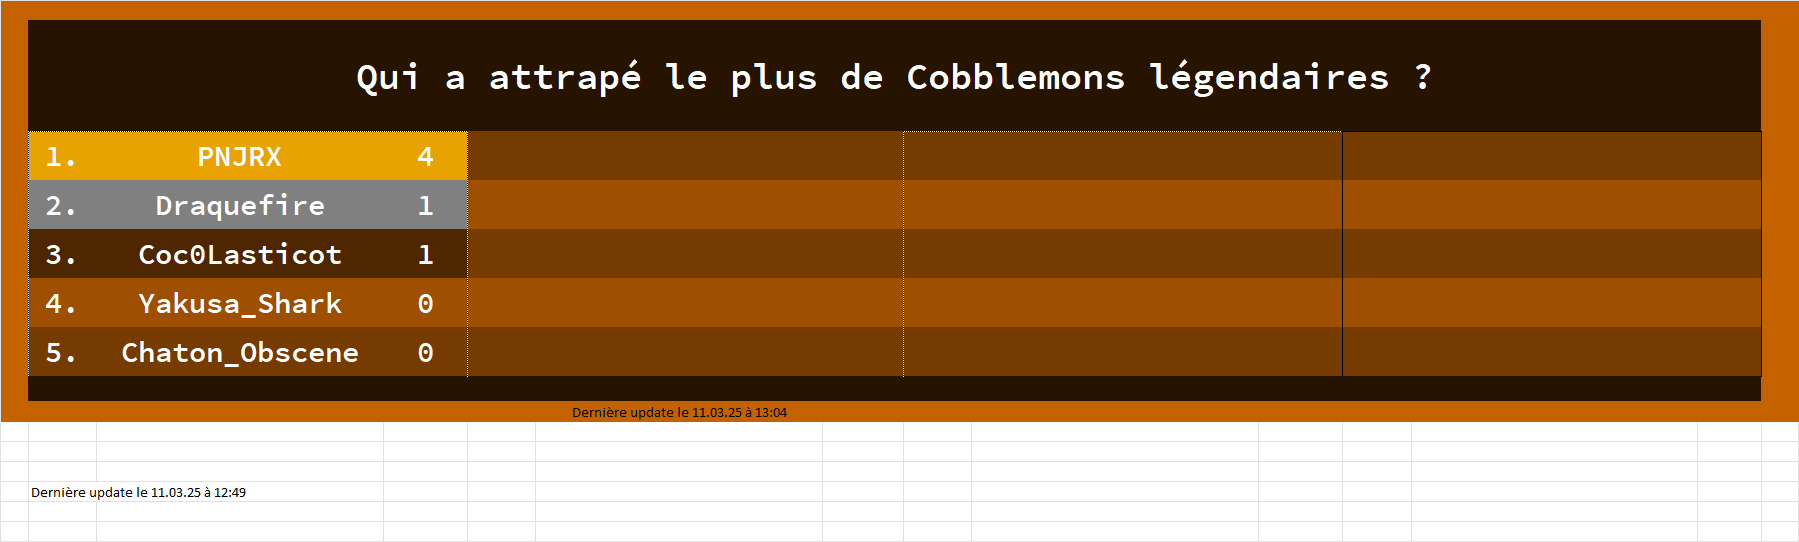 Qui a attrapé le plus de Cobblemons légendaires ?
1. PNJRX 4
2. Draquefire 1
3. Coc0Lasticot 1
4. Yakusa_Shark 0
5. Chaton_Obscene 0
Dernière update le 11.03.25 à 13:04
Dernière update le 11.03.25 à 12:49